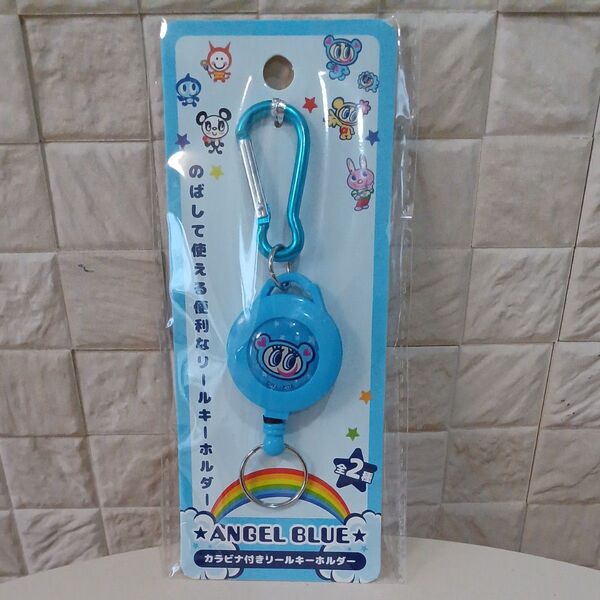 のばして使える便利なリールキーホルダー
全2種
★ANGEL BLUE★
カラビナ付きリールキーホルダー